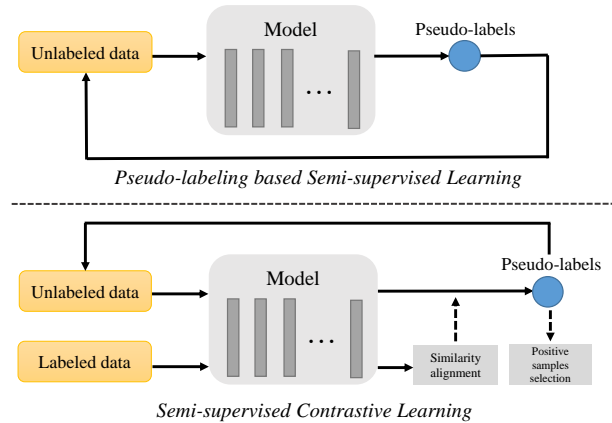 Model
Pseudo-labels
Unlabeled data
...
Pseudo-labeling based Semi-supervised Learning
Pseudo-labels
Model
Unlabeled data
...
Labeled data
Similarity
alignment
Positive
samples
selection
Semi-supervised Contrastive Learning